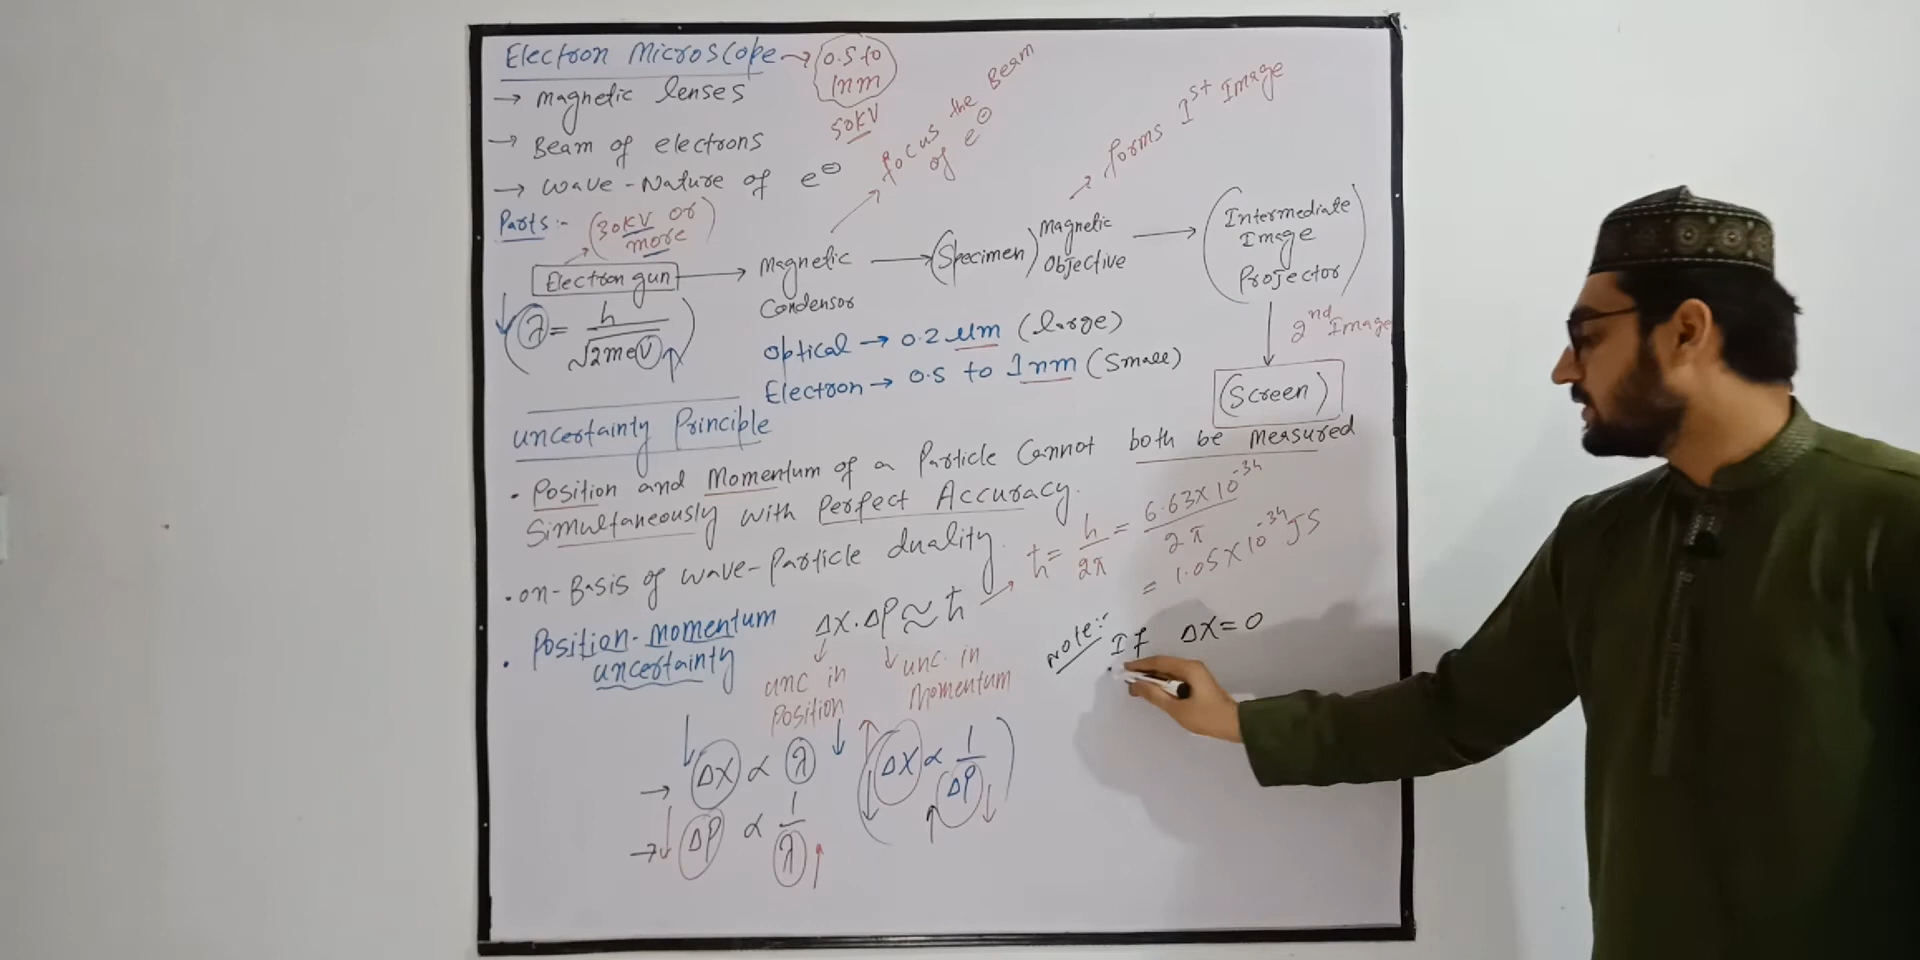 Electron Microscope → 0.5 to 1nm
50KV
→ Magnetic lenses
→ Beam of electrons
→ Wave-Nature of e⊖
focus the Beam of e⊖
forms 1st Image
Parts:- (30KV or more)
Electron gun → Magnetic Condensor → (Specimen) Magnetic Objective → (Intermediate Image Projector)
↓ (λ = h / √2meV ↑)
2nd Image
(Screen)
Optical → 0.2 μm (large)
Electron → 0.5 to 1nm (Small)
Uncertainty Principle
• Position and Momentum of a Particle Cannot both be Measured
Simultaneously with Perfect Accuracy.
• on-Basis of wave-Particle duality.
• Position-momentum uncertainty
Δx.ΔP ≈ ħ → ħ = h/2π = 6.63×10⁻³⁴ / 2π
= 1.05×10⁻³⁴ JS
unc in Position
unc. in Momentum
Note:- If Δx=0
→ ↓ Δx ∝ λ ↓
(Δx ∝ 1/ΔP)
→ ↓ ΔP ∝ 1/λ ↑